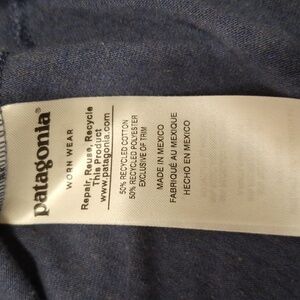 patagonia®
WORN WEAR
Repair, Reuse, Recycle
This Product
www.patagonia.com
50% RECYCLED COTTON
50% RECYCLED POLYESTER
EXCLUSIVE OF TRIM
MADE IN MEXICO
FABRIQUÉ AU MEXIQUE
HECHO EN MÉXICO